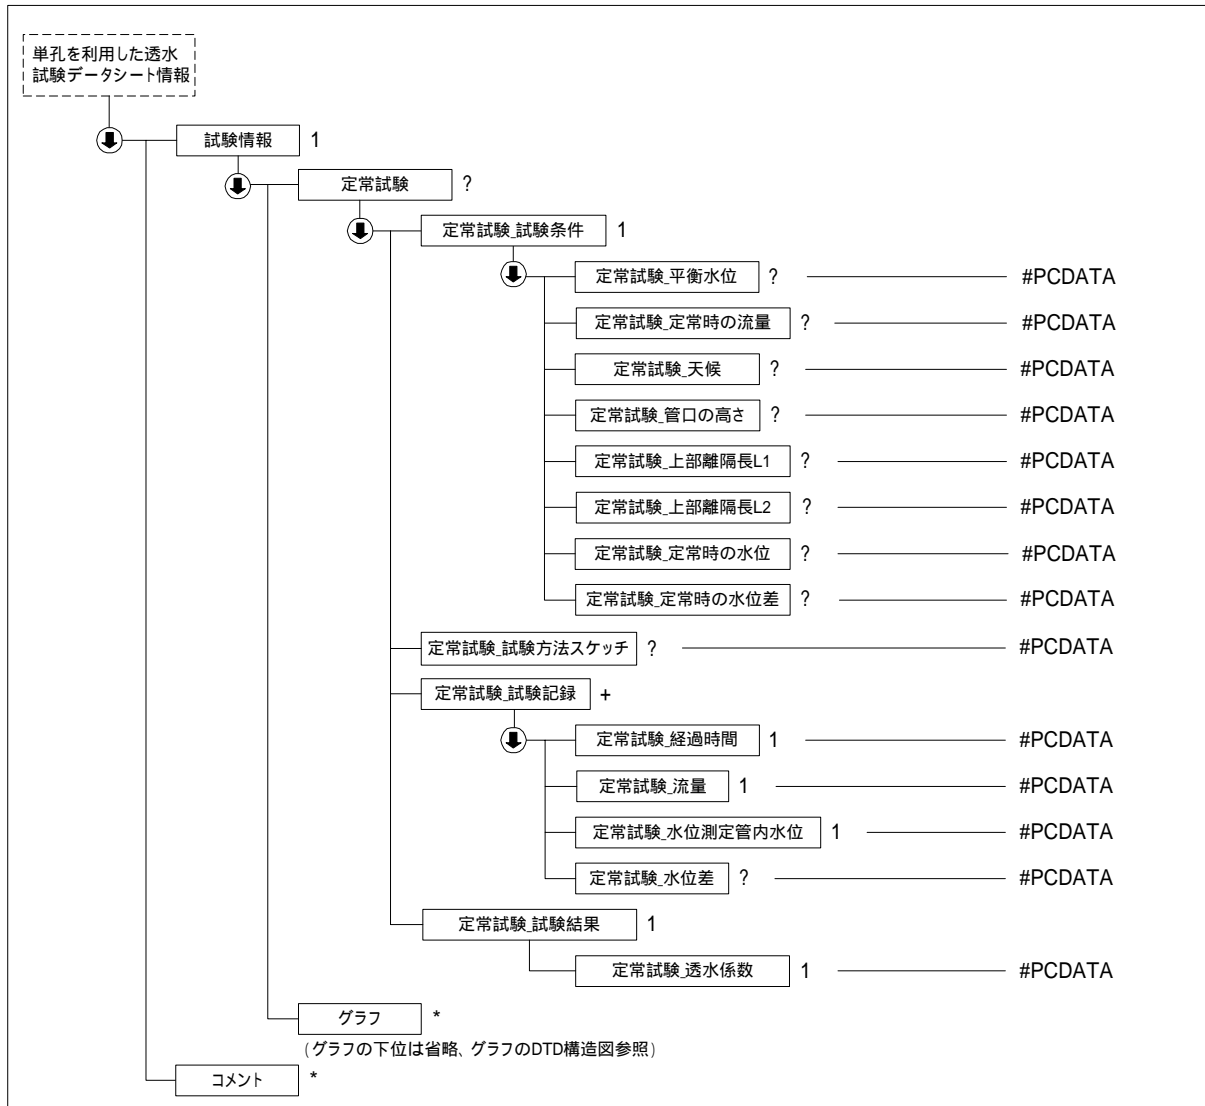 単孔を利用した透水
試験データシート情報
試験情報 1
定常試験 ?
定常試験_試験条件 1
定常試験_平衡水位 ? #PCDATA
定常試験_定常時の流量 ? #PCDATA
定常試験_天候 ? #PCDATA
定常試験_管口の高さ ? #PCDATA
定常試験_上部離隔長L1 ? #PCDATA
定常試験_上部離隔長L2 ? #PCDATA
定常試験_定常時の水位 ? #PCDATA
定常試験_定常時の水位差 ? #PCDATA
定常試験_試験方法スケッチ ? #PCDATA
定常試験_試験記録 +
定常試験_経過時間 1 #PCDATA
定常試験_流量 1 #PCDATA
定常試験_水位測定管内水位 1 #PCDATA
定常試験_水位差 ? #PCDATA
定常試験_試験結果 1
定常試験_透水係数 1 #PCDATA
グラフ *
(グラフの下位は省略、グラフのDTD構造図参照)
コメント *